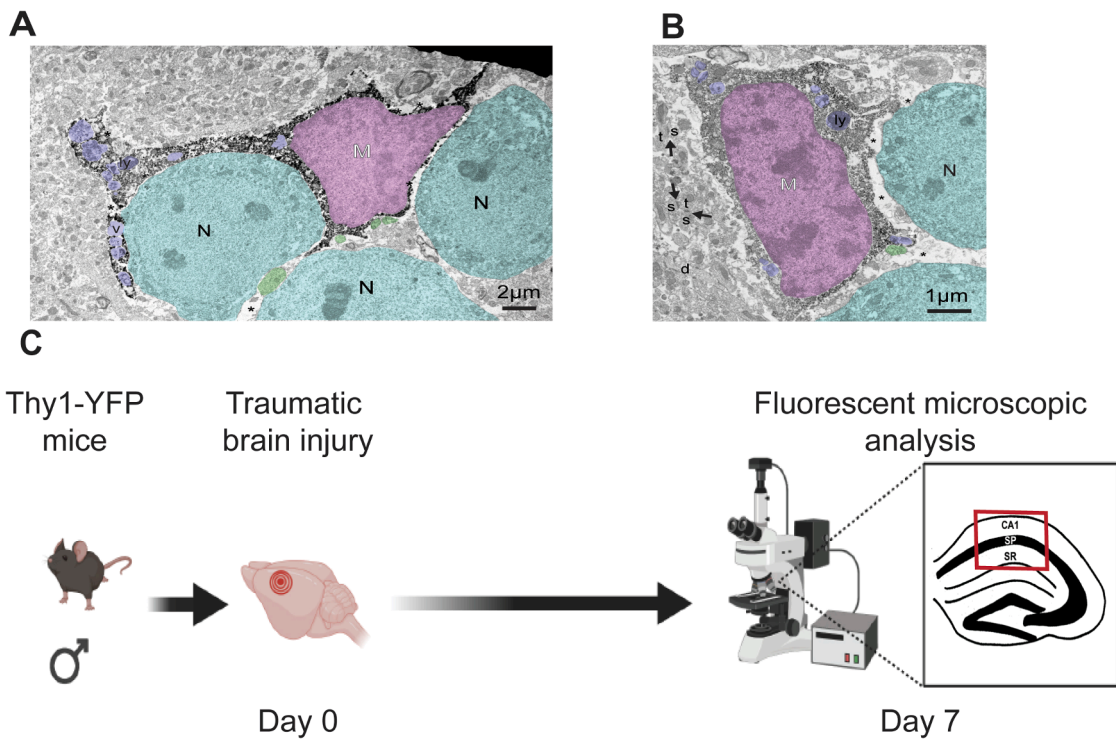 A
B
M
ly
N
v
N
N
2µm
*
*
ly
*
*
*
*
t
s
s
t
s
d
M
N
1µm
C
Thy1-YFP
mice
Traumatic
brain injury
Fluorescent microscopic
analysis
CA1
SP
SR
Day 0
Day 7